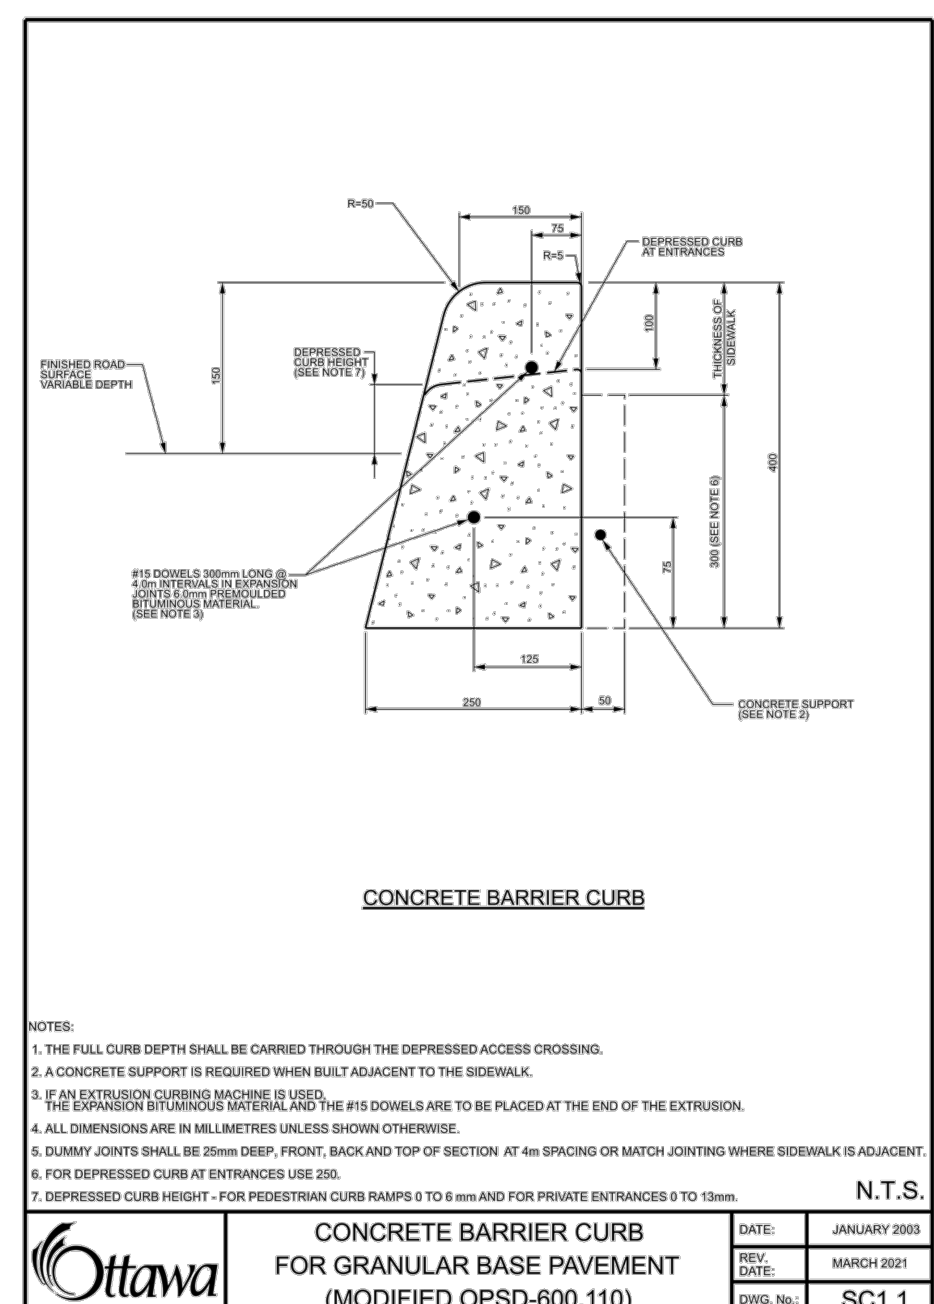 R=50
150
75
R=5
DEPRESSED CURB
AT ENTRANCES
100
THICKNESS OF
SIDEWALK
DEPRESSED
CURB HEIGHT
(SEE NOTE 7)
150
FINISHED ROAD
SURFACE
VARIABLE DEPTH
400
300 (SEE NOTE 6)
75
#15 DOWELS 300mm LONG @
4.0m INTERVALS IN EXPANSION
JOINTS 6.0mm PREMOULDED
BITUMINOUS MATERIAL.
(SEE NOTE 3)
125
250
50
CONCRETE SUPPORT
(SEE NOTE 2)
CONCRETE BARRIER CURB
NOTES:
1. THE FULL CURB DEPTH SHALL BE CARRIED THROUGH THE DEPRESSED ACCESS CROSSING.
2. A CONCRETE SUPPORT IS REQUIRED WHEN BUILT ADJACENT TO THE SIDEWALK.
3. IF AN EXTRUSION CURBING MACHINE IS USED,
THE EXPANSION BITUMINOUS MATERIAL AND THE #15 DOWELS ARE TO BE PLACED AT THE END OF THE EXTRUSION.
4. ALL DIMENSIONS ARE IN MILLIMETRES UNLESS SHOWN OTHERWISE.
5. DUMMY JOINTS SHALL BE 25mm DEEP, FRONT, BACK AND TOP OF SECTION AT 4m SPACING OR MATCH JOINTING WHERE SIDEWALK IS ADJACENT.
6. FOR DEPRESSED CURB AT ENTRANCES USE 250.
7. DEPRESSED CURB HEIGHT - FOR PEDESTRIAN CURB RAMPS 0 TO 6 mm AND FOR PRIVATE ENTRANCES 0 TO 13mm.
N.T.S.
Ottawa
CONCRETE BARRIER CURB
FOR GRANULAR BASE PAVEMENT
(MODIFIED OPSD-600.110)
DATE: JANUARY 2003
REV.
DATE: MARCH 2021
DWG. No.: SC1.1